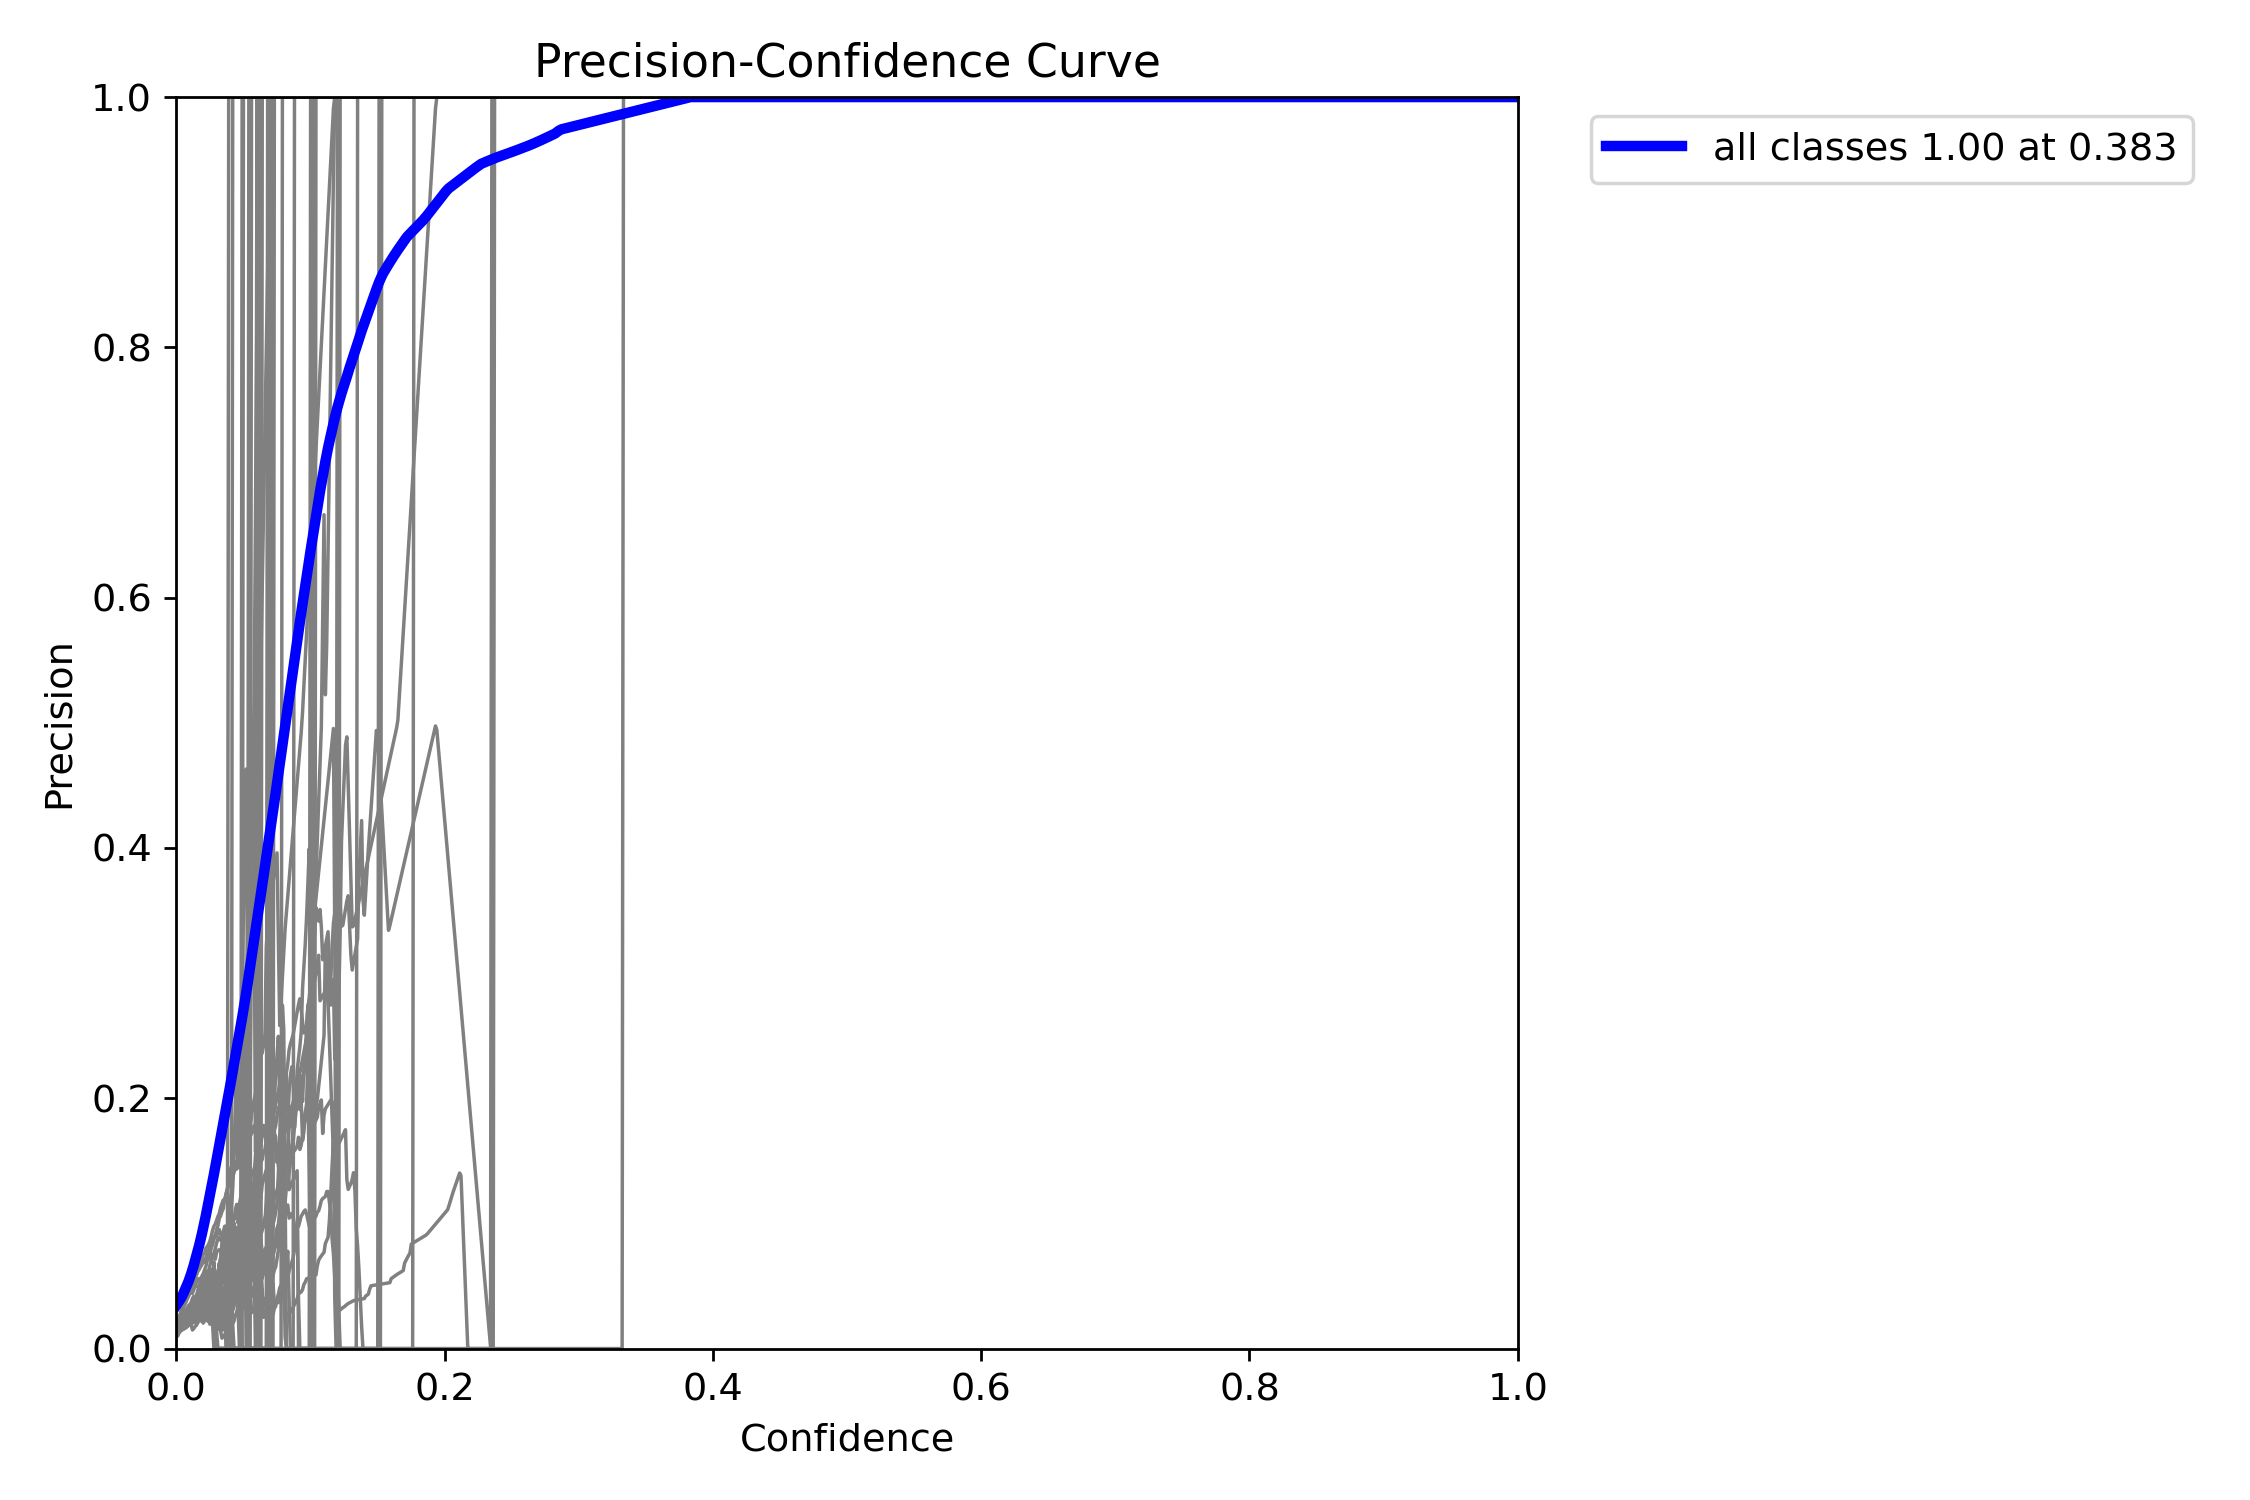 Precision-Confidence Curve
all classes 1.00 at 0.383
Precision
1.0
0.8
0.6
0.4
0.2
0.0
0.0 0.2 0.4 0.6 0.8 1.0
Confidence